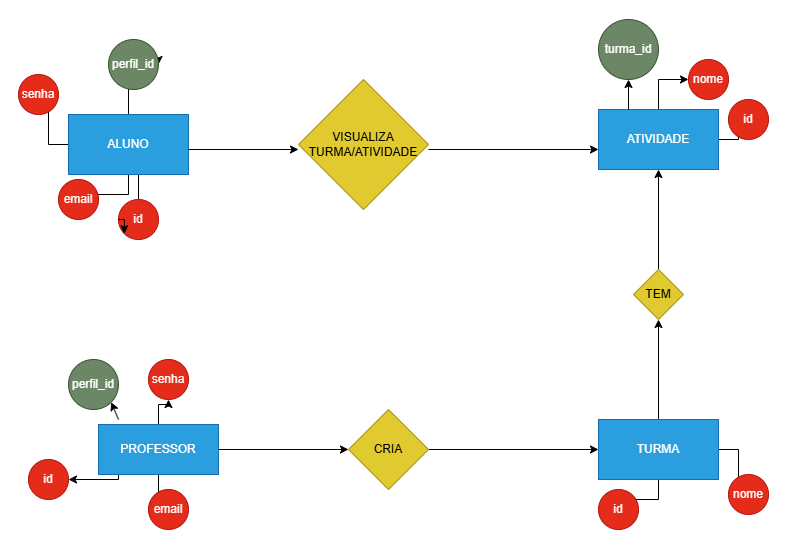 turma_id
perfil_id
nome
senha
id
ALUNO
VISUALIZA
TURMA/ATIVIDADE
ATIVIDADE
email
id
TEM
perfil_id
senha
PROFESSOR
CRIA
TURMA
id
nome
email
id